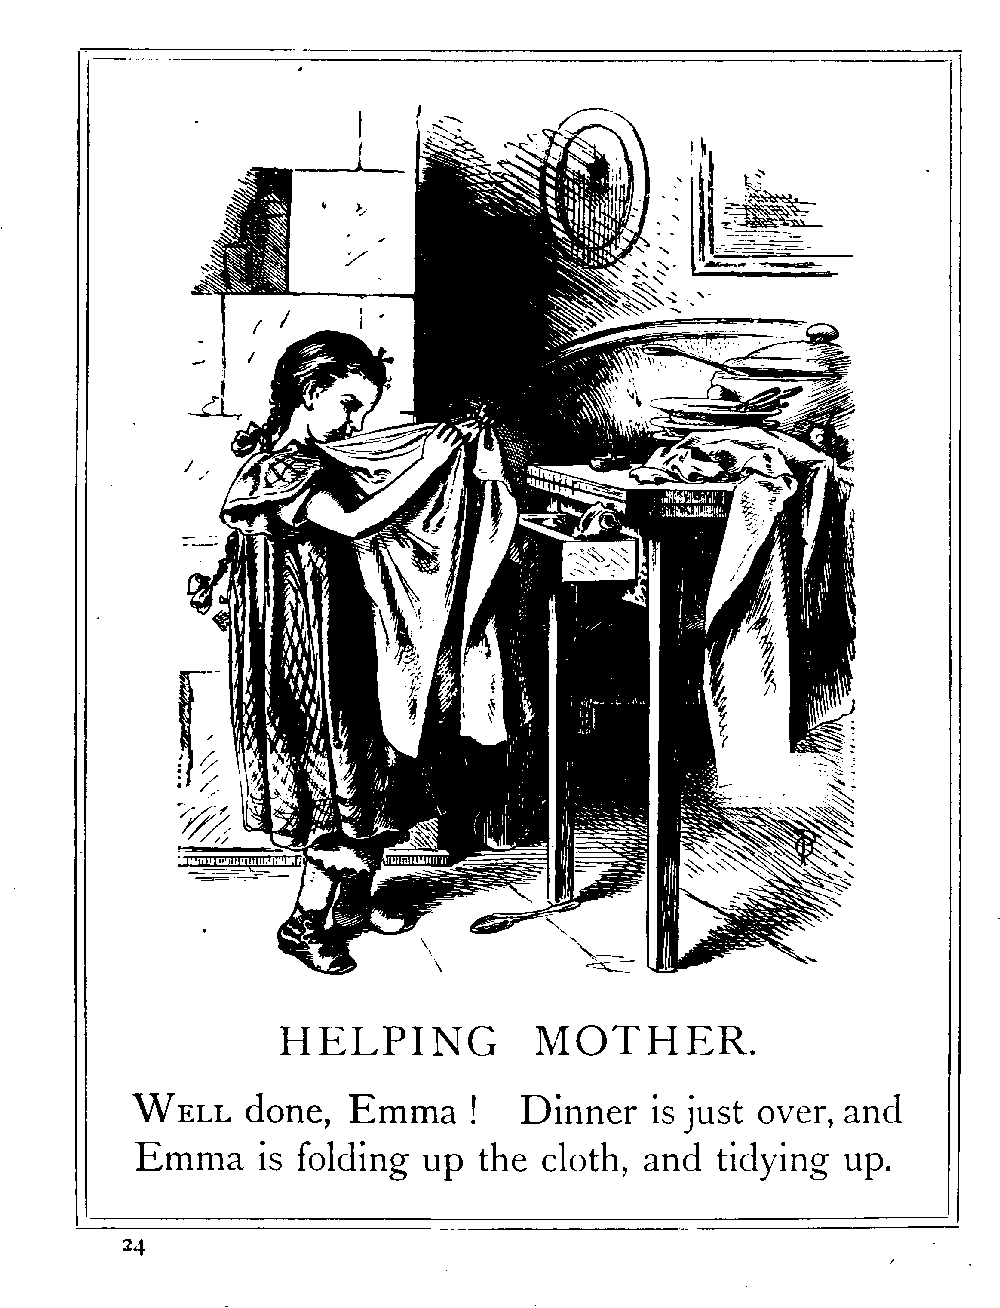 HELPING MOTHER.
WELL done, Emma ! Dinner is just over, and
Emma is folding up the cloth, and tidying up.
24